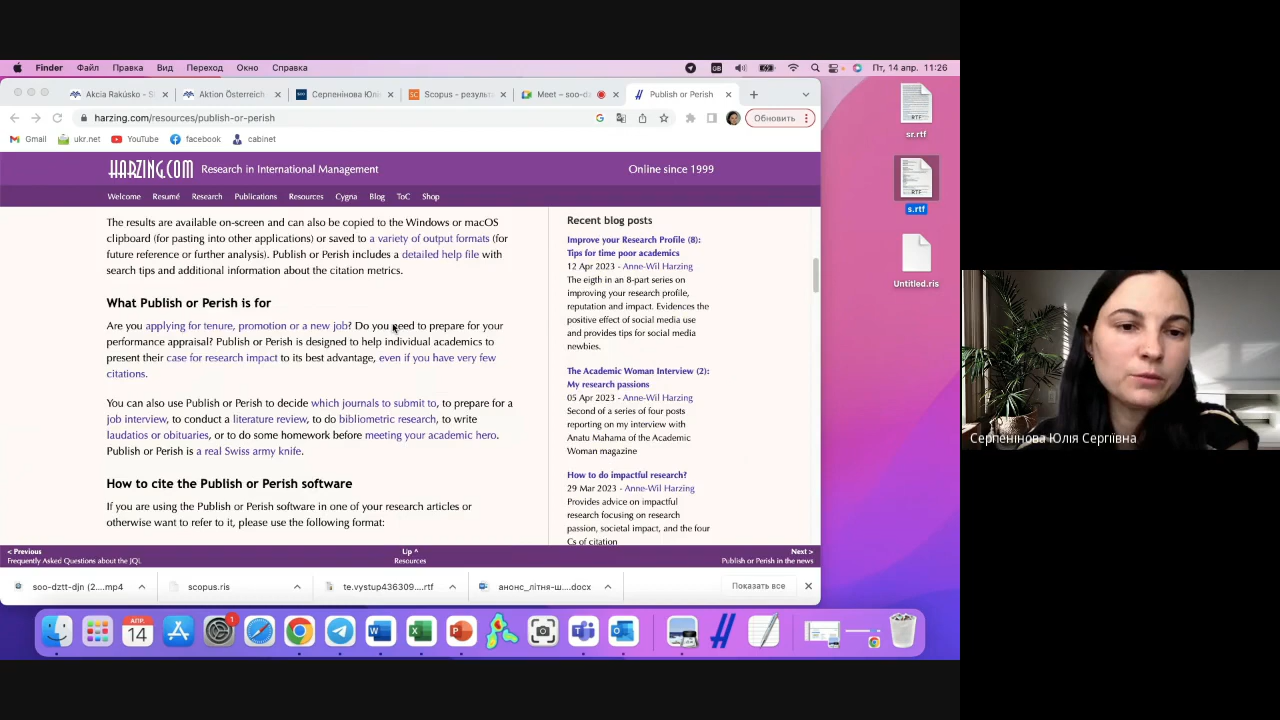 Finder Файл Правка Вид Переход Окно Справка Пт, 14 апр. 11:26
Akcia Rakúsko - S Aktion Österreich Серпенінова Юлі Scopus - результ Meet – soo-d Publish or Perish
harzing.com/resources/publish-or-perish Обновить
Gmail ukr.net YouTube facebook cabinet
HARZING.COM Research in International Management Online since 1999
Welcome Resumé Research Publications Resources Cygna Blog ToC Shop
The results are available on-screen and can also be copied to the Windows or macOS
clipboard (for pasting into other applications) or saved to a variety of output formats (for
future reference or further analysis). Publish or Perish includes a detailed help file with
search tips and additional information about the citation metrics.
What Publish or Perish is for
Are you applying for tenure, promotion or a new job? Do you need to prepare for your
performance appraisal? Publish or Perish is designed to help individual academics to
present their case for research impact to its best advantage, even if you have very few
citations.
You can also use Publish or Perish to decide which journals to submit to, to prepare for a
job interview, to conduct a literature review, to do bibliometric research, to write
laudatios or obituaries, or to do some homework before meeting your academic hero.
Publish or Perish is a real Swiss army knife.
How to cite the Publish or Perish software
If you are using the Publish or Perish software in one of your research articles or
otherwise want to refer to it, please use the following format:
Recent blog posts
Improve your Research Profile (8):
Tips for time poor academics
12 Apr 2023 - Anne-Wil Harzing
The eigth in an 8-part series on
improving your research profile,
reputation and impact. Evidences the
positive effect of social media use
and provides tips for social media
newbies.
The Academic Woman Interview (2):
My research passions
05 Apr 2023 - Anne-Wil Harzing
Second of a series of four posts
reporting on my interview with
Anatu Mahama of the Academic
Woman magazine
How to do impactful research?
29 Mar 2023 - Anne-Wil Harzing
Provides advice on impactful
research focusing on research
passion, societal impact, and the four
Cs of citation
< Previous Up ^ Next >
Frequently Asked Questions about the JQL Resources Publish or Perish in the news
soo-dztt-djn (2....mp4 scopus.ris te.vystup436309....rtf анонс_літня-ш....docx Показать все
АПР.
14
1
RTF
sr.rtf
RTF
s.rtf
Untitled.ris
Серпенінова Юлія Сергіївна